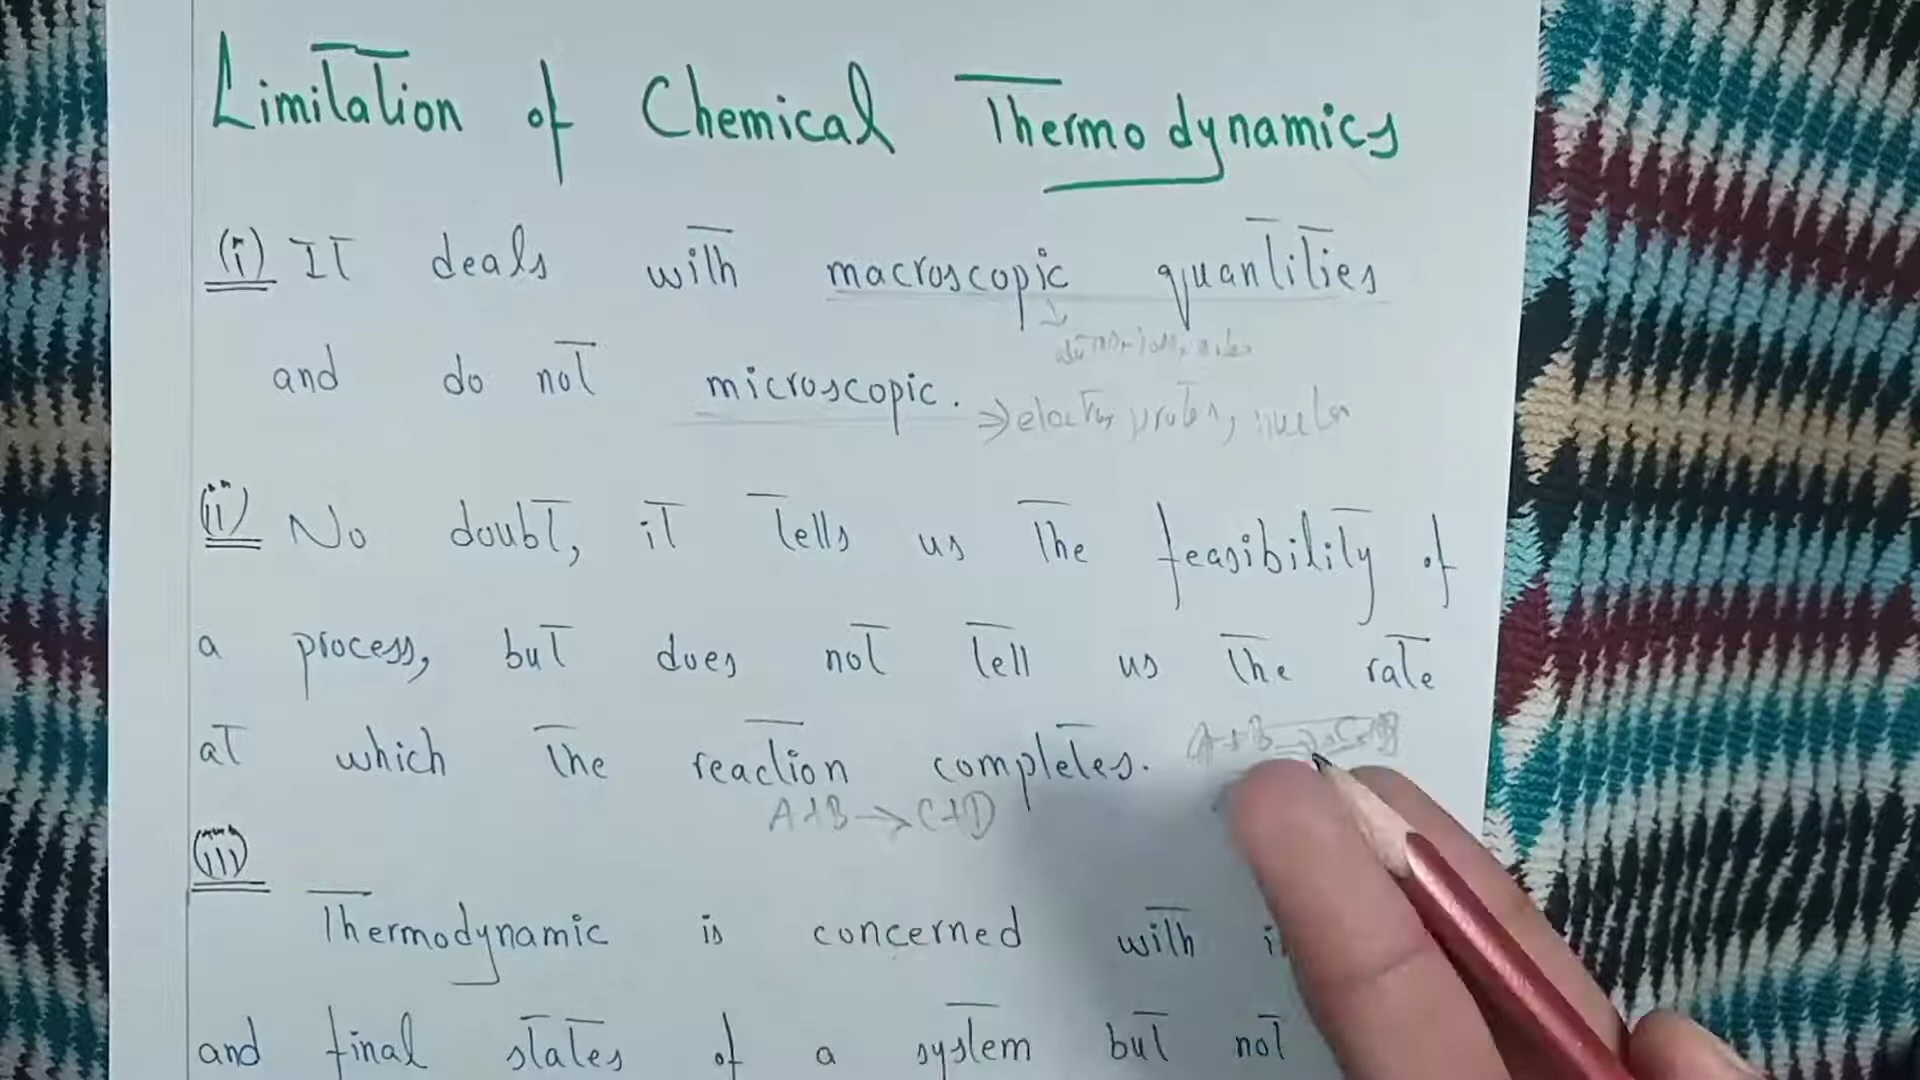 Limitation of Chemical Thermodynamics
(i) It deals with macroscopic quantities
and do not microscopic.
(ii) No doubt, it tells us the feasibility of
a process, but does not tell us the rate
at which the reaction completes.
A+B→C+D
(iii)
Thermodynamic is concerned with
and final states of a system but not